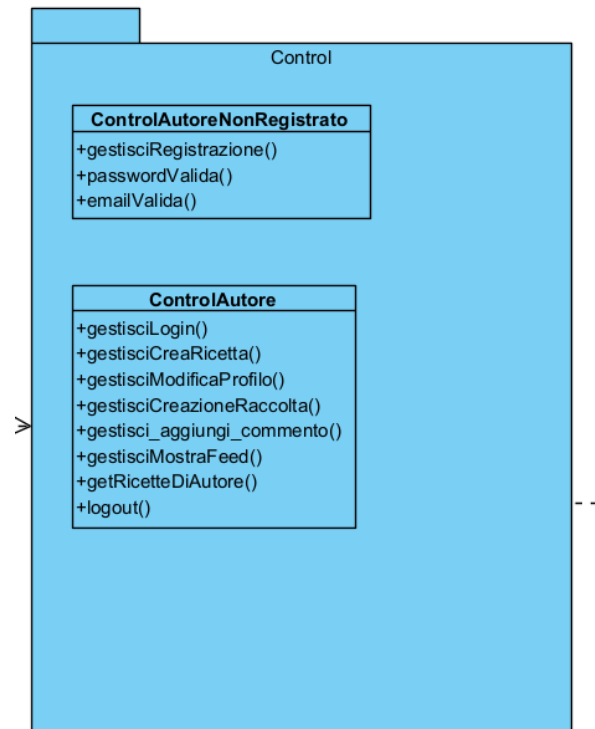 Control
ControlAutoreNonRegistrato
+gestisciRegistrazione()
+passwordValida()
+emailValida()
ControlAutore
+gestisciLogin()
+gestisciCreaRicetta()
+gestisciModificaProfilo()
+gestisciCreazioneRaccolta()
+gestisci_aggiungi_commento()
+gestisciMostraFeed()
+getRicetteDiAutore()
+logout()